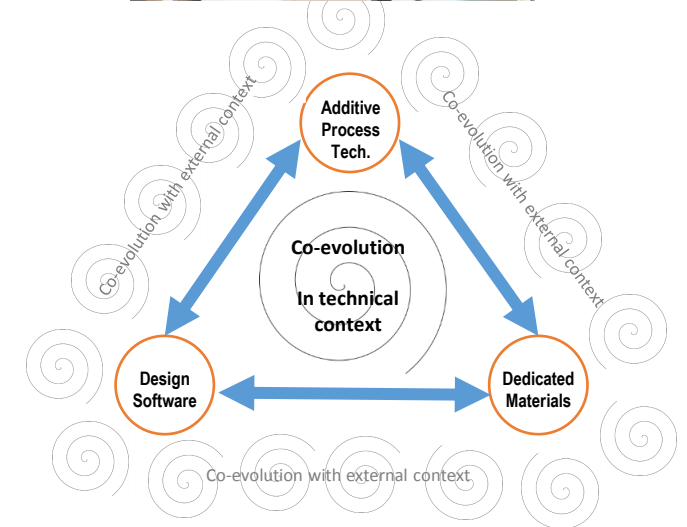 Additive
Process
Tech.
Co-evolution with external context
Co-evolution with external context
Co-evolution
In technical
context
Design
Software
Dedicated
Materials
Co-evolution with external context